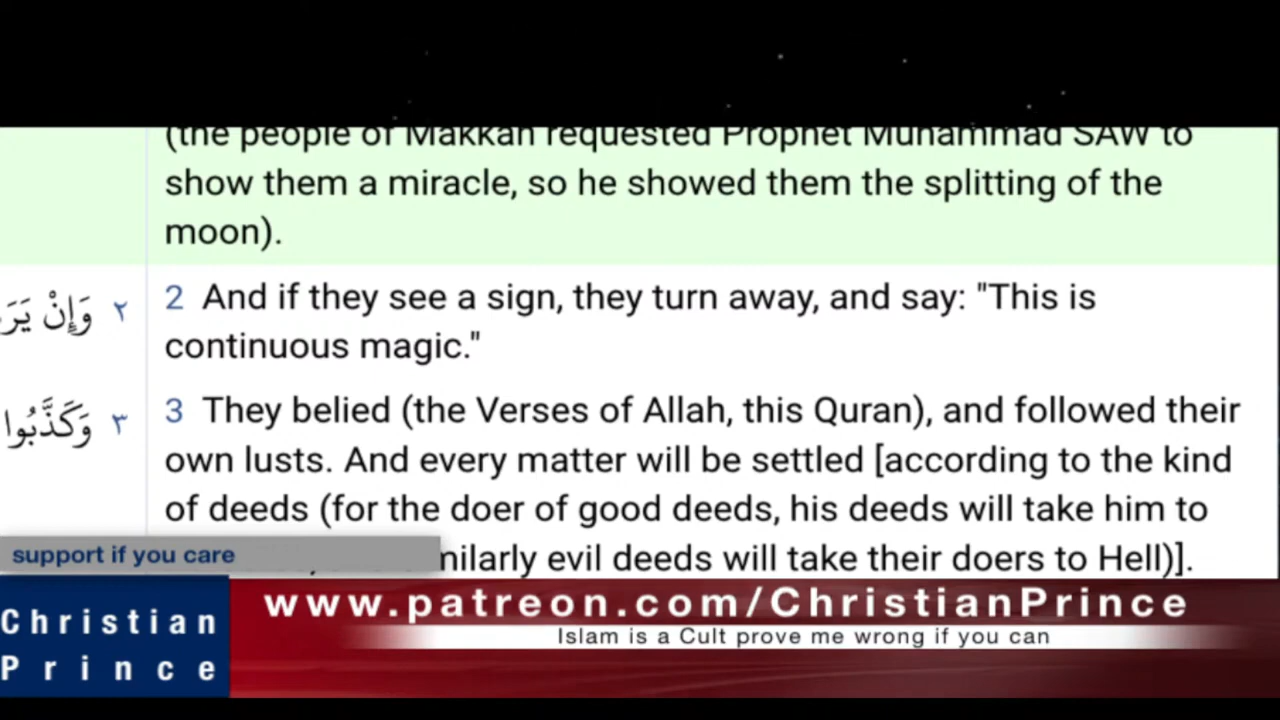 (the people of Makkah requested Prophet Muhammad SAW to
show them a miracle, so he showed them the splitting of the
moon).
2 And if they see a sign, they turn away, and say: "This is
continuous magic."
٢ وَإِنْ
3 They belied (the Verses of Allah, this Quran), and followed their
own lusts. And every matter will be settled [according to the kind
of deeds (for the doer of good deeds, his deeds will take him to
evil deeds will take their doers to Hell)].
٣ وَكَذَّبُوا
support if you care
Christian
Prince
www.patreon.com/ChristianPrince
Islam is a Cult prove me wrong if you can